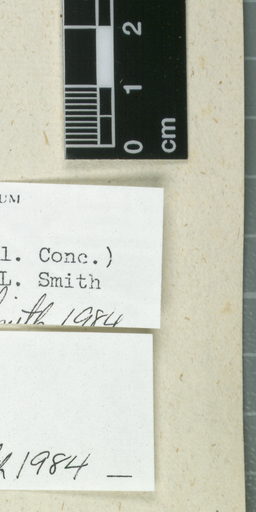 2
1
0
cm
UM
l. Conc.)
L. Smith
1984
1984 —